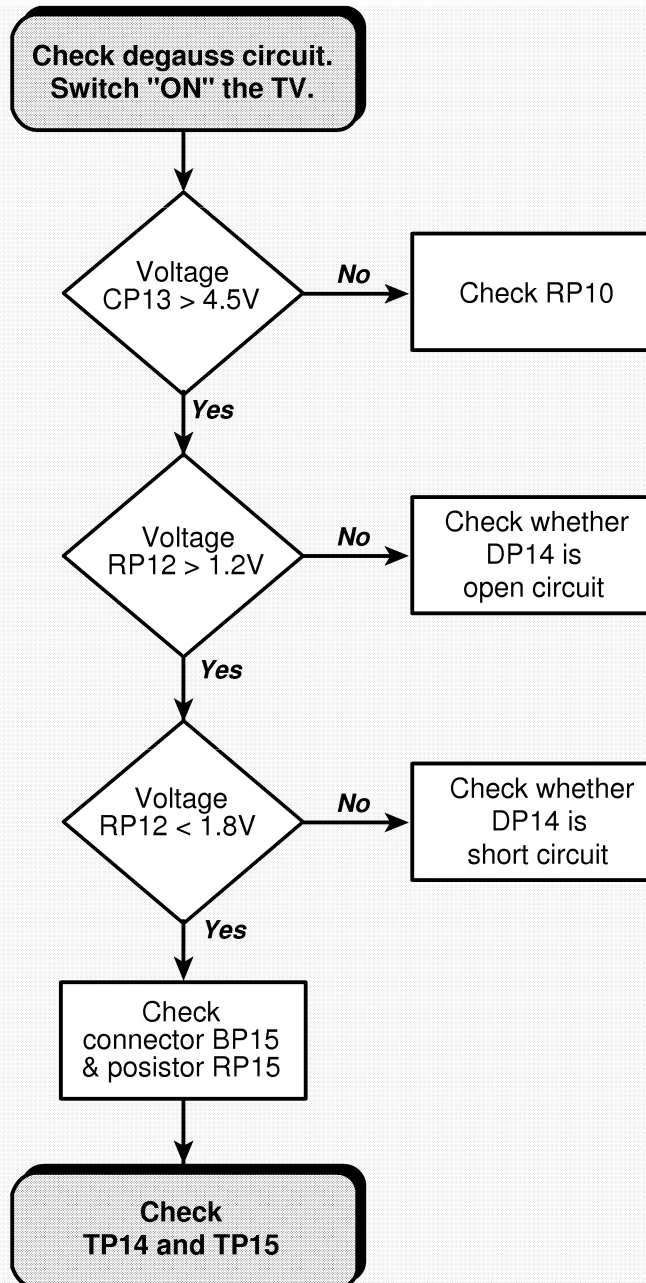 Check degauss circuit.
Switch "ON" the TV.
Voltage
CP13 > 4.5V
No
Check RP10
Yes
Voltage
RP12 > 1.2V
No
Check whether
DP14 is
open circuit
Yes
Voltage
RP12 < 1.8V
No
Check whether
DP14 is
short circuit
Yes
Check
connector BP15
& posistor RP15
Check
TP14 and TP15